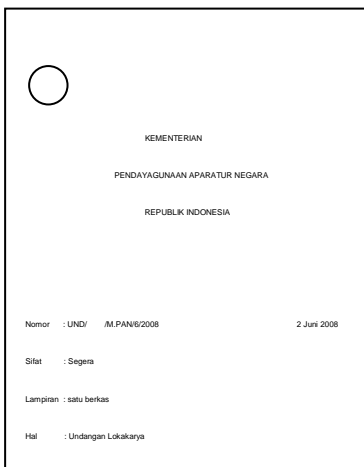 KEMENTERIAN
PENDAYAGUNAAN APARATUR NEGARA
REPUBLIK INDONESIA
Nomor : UND/ /M.PAN/6/2008 2 Juni 2008
Sifat : Segera
Lampiran : satu berkas
Hal : Undangan Lokakarya